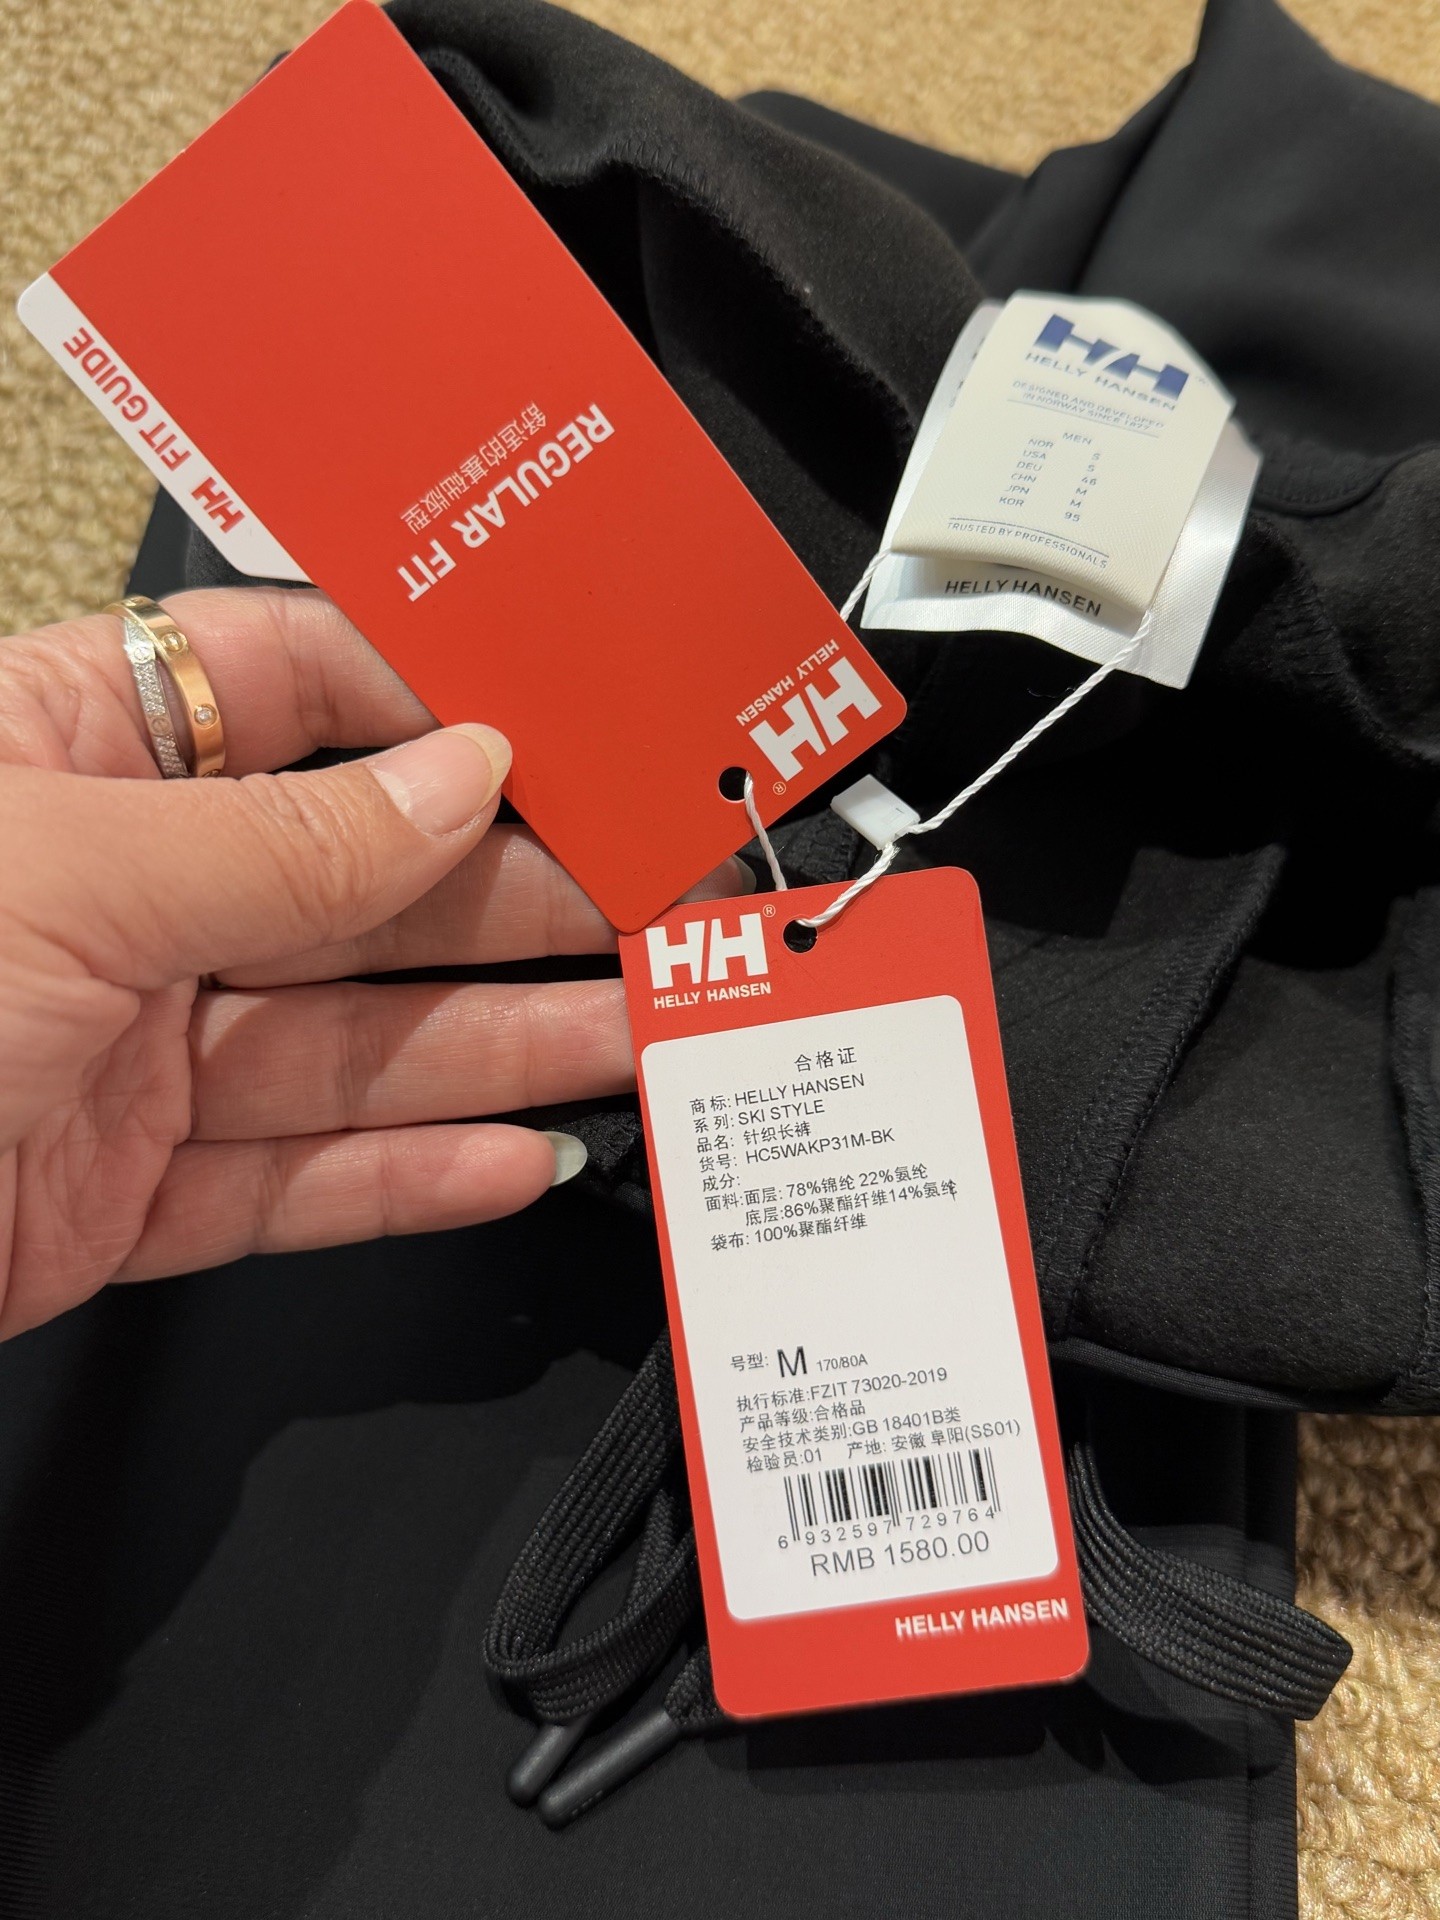 HH FIT GUIDE
REGULAR FIT
舒适的基础版型
HH®
HELLY HANSEN
HH™
HELLY HANSEN
DESIGNED AND DEVELOPED
IN NORWAY SINCE 1877
MEN
NOR S
USA S
DEU 46
CHN M
JPN M
KOR 95
TRUSTED BY PROFESSIONALS
HELLY HANSEN
HH®
HELLY HANSEN
合格证
商标:HELLY HANSEN
系列:SKI STYLE
品名: 针织长裤
货号: HC5WAKP31M-BK
成分:
面料:面层: 78%锦纶 22%氨纶
底层:86%聚酯纤维14%氨纶
袋布: 100%聚酯纤维
号型: M 170/80A
执行标准:FZ/T 73020-2019
产品等级:合格品
安全技术类别:GB 18401B类
检验员:01 产地: 安徽 阜阳(SS01)
6 932597 729764
RMB 1580.00
HELLY HANSEN